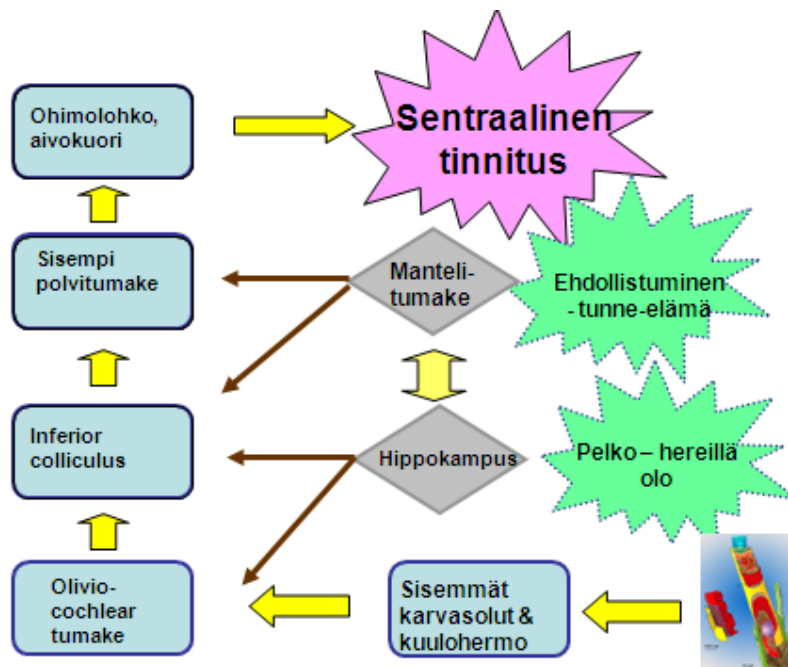 Ohimolohko,
aivokuori
Sentraalinen
tinnitus
Sisempi
polvitumake
Manteli-
tumake
Ehdollistuminen
- tunne-elämä
Inferior
colliculus
Hippokampus
Pelko – hereillä
olo
Olivio-
cochlear
tumake
Sisemmät
karvasolut &
kuulohermo